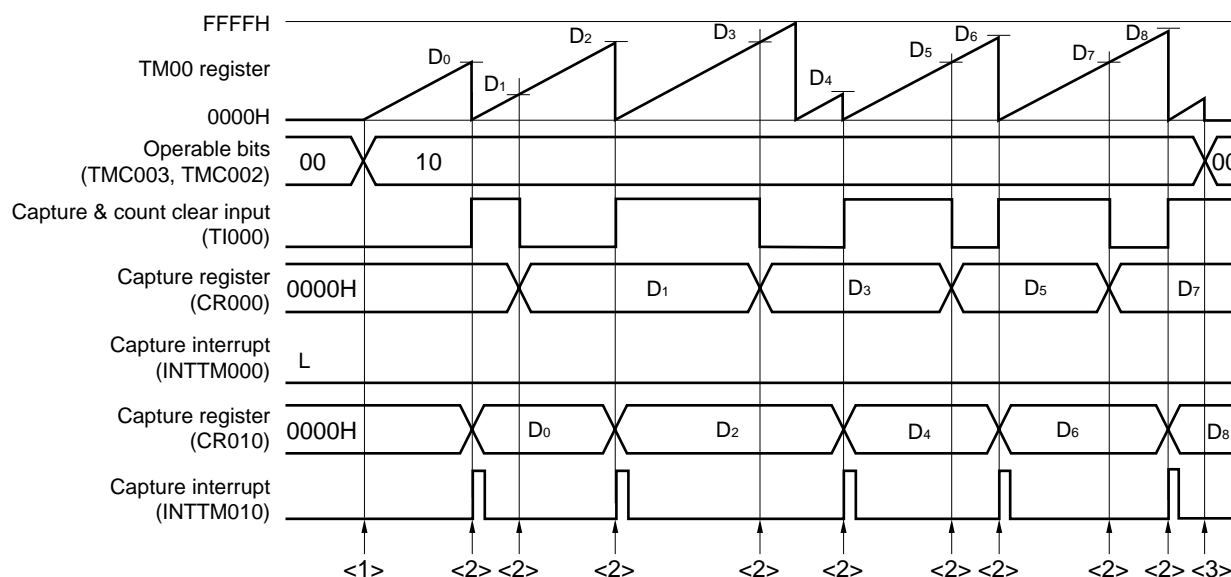 FFFFH
TM00 register
0000H
D0 D1 D2 D3 D4 D5 D6 D7 D8
Operable bits
(TMC003, TMC002)
00 10 00
Capture & count clear input
(TI000)
Capture register
(CR000)
0000H D1 D3 D5 D7
Capture interrupt
(INTTM000)
L
Capture register
(CR010)
0000H D0 D2 D4 D6 D8
Capture interrupt
(INTTM010)
<1> <2> <2> <2> <2> <2> <2> <2> <2> <2> <3>